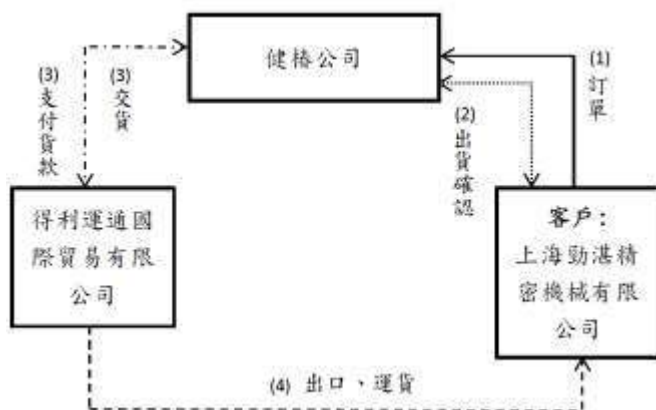 健椿公司
(1)
訂單
(2)
出貨確認
(3)
支付貨款
(3)
交貨
得利運通國
際貿易有限
公司
客戶：
上海勁湛精
密機械有限
公司
(4) 出口、運貨